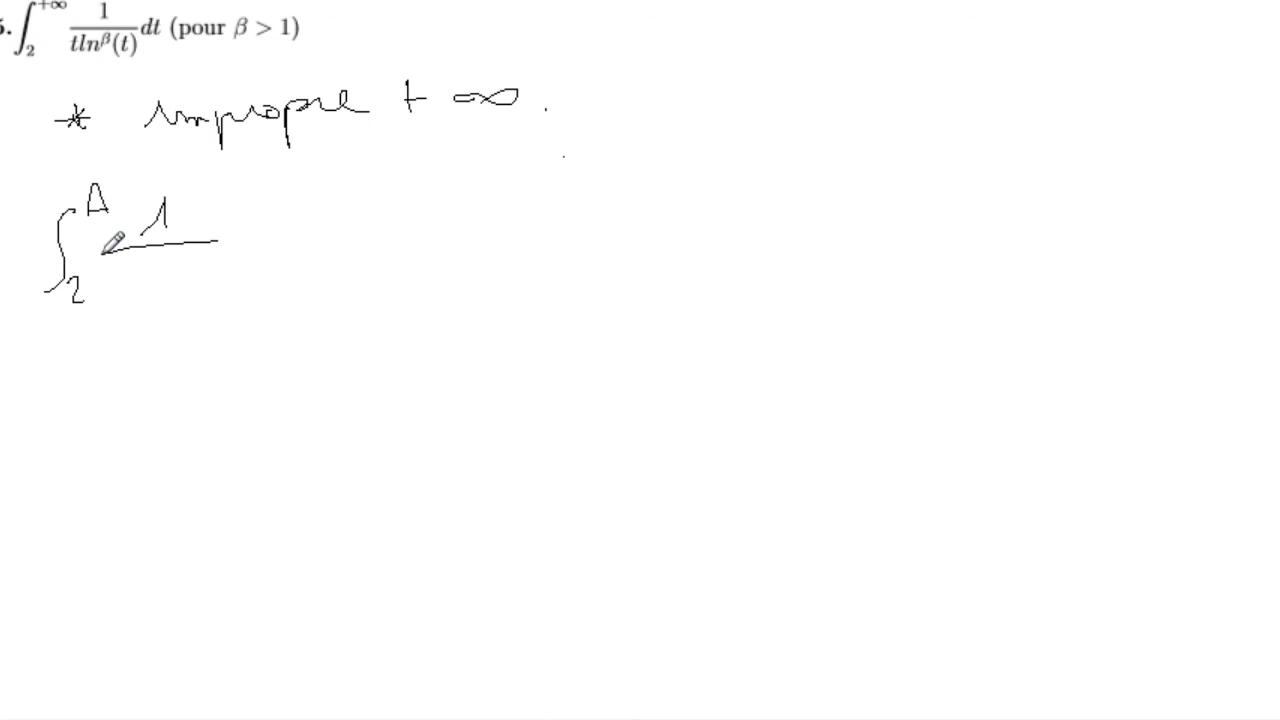 5. ∫₂^{+∞} 1/(t ln^β(t)) dt (pour β > 1)
* Impropre + ∞.
∫₂^A 1/